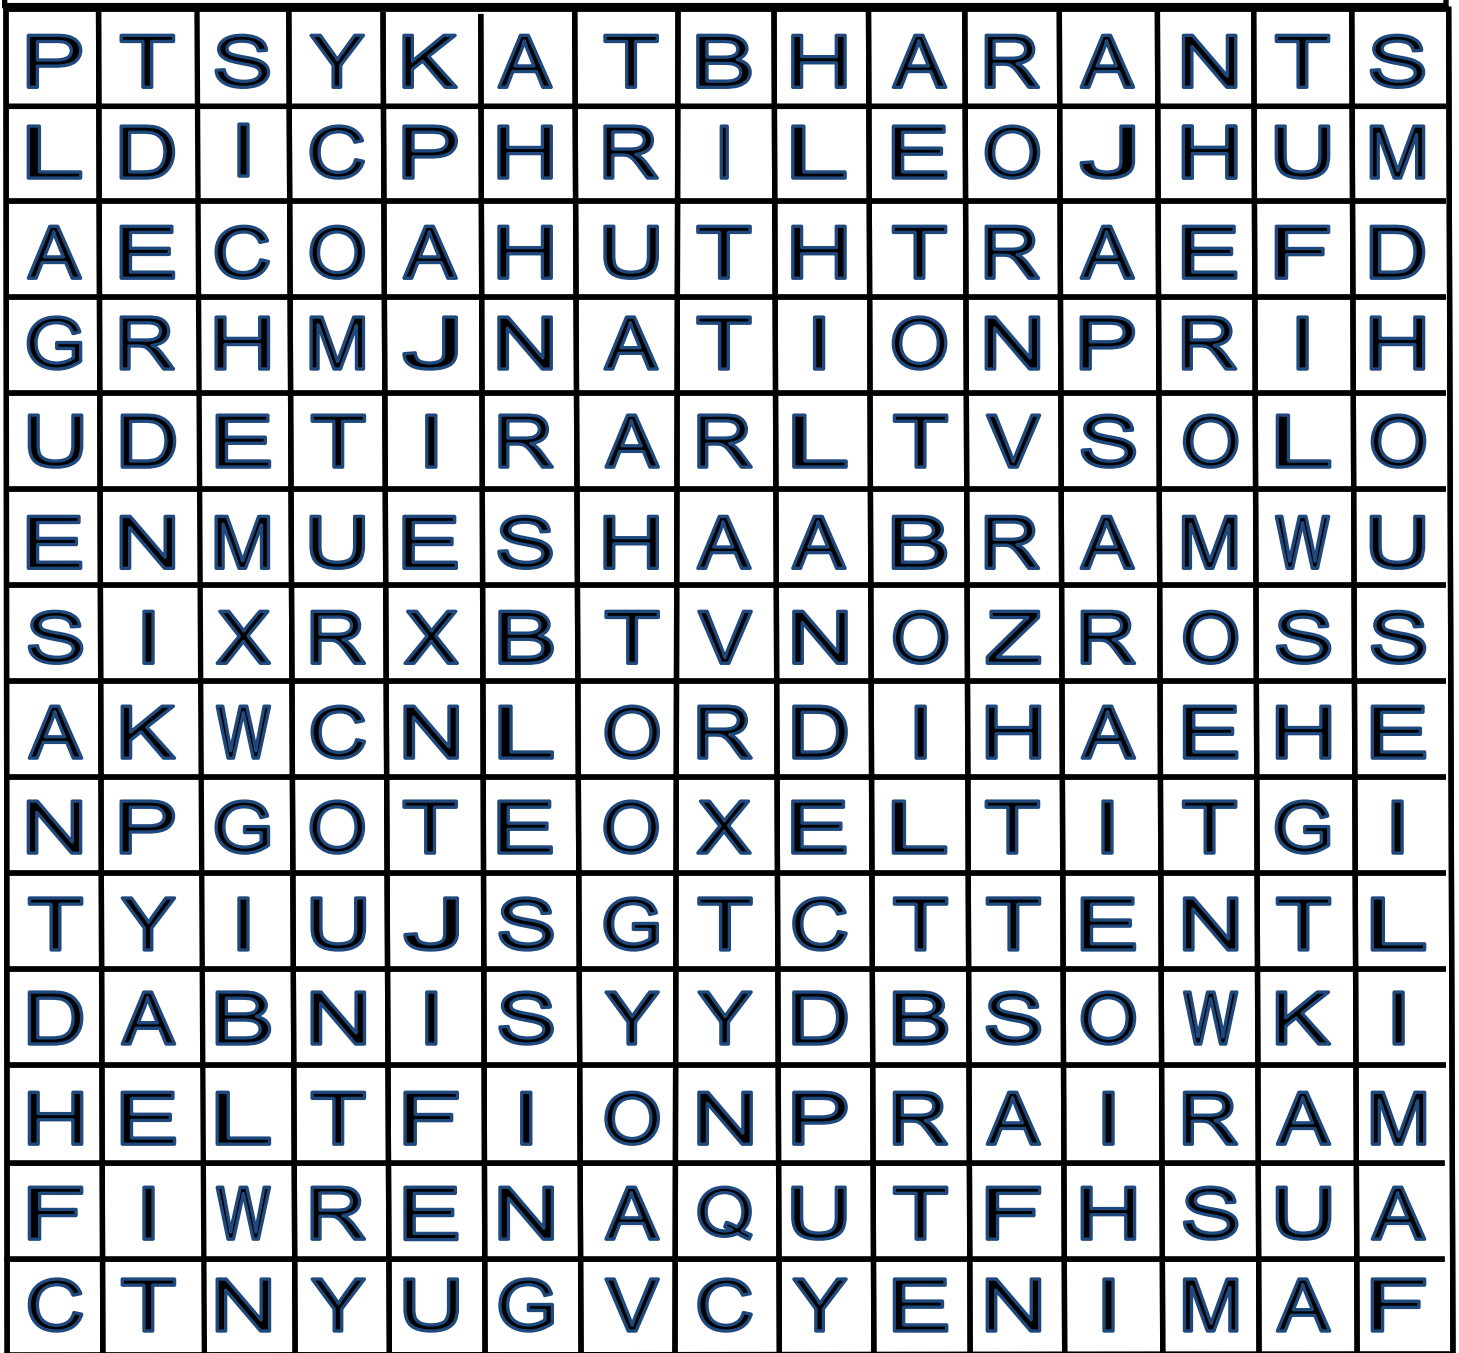 P T S Y K A T B H A R A N T S
L D I C P H R I L E O J H U M
A E C O A H U T H T R A E F D
G R H M J N A T I O N P R I H
U D E T I R A R L T V S O L O
E N M U E S H A A B R A M W U
S I X R X B T V N O Z R O S S
A K W C N L O R D I H A E H E
N P G O T E O X E L T I T G I
T Y I U J S G T C T T E N T L
D A B N I S Y Y D B S O W K I
H E L T F I O N P R A I R A M
F I W R E N A Q U T F H S U A
C T N Y U G V C Y E N I M A F